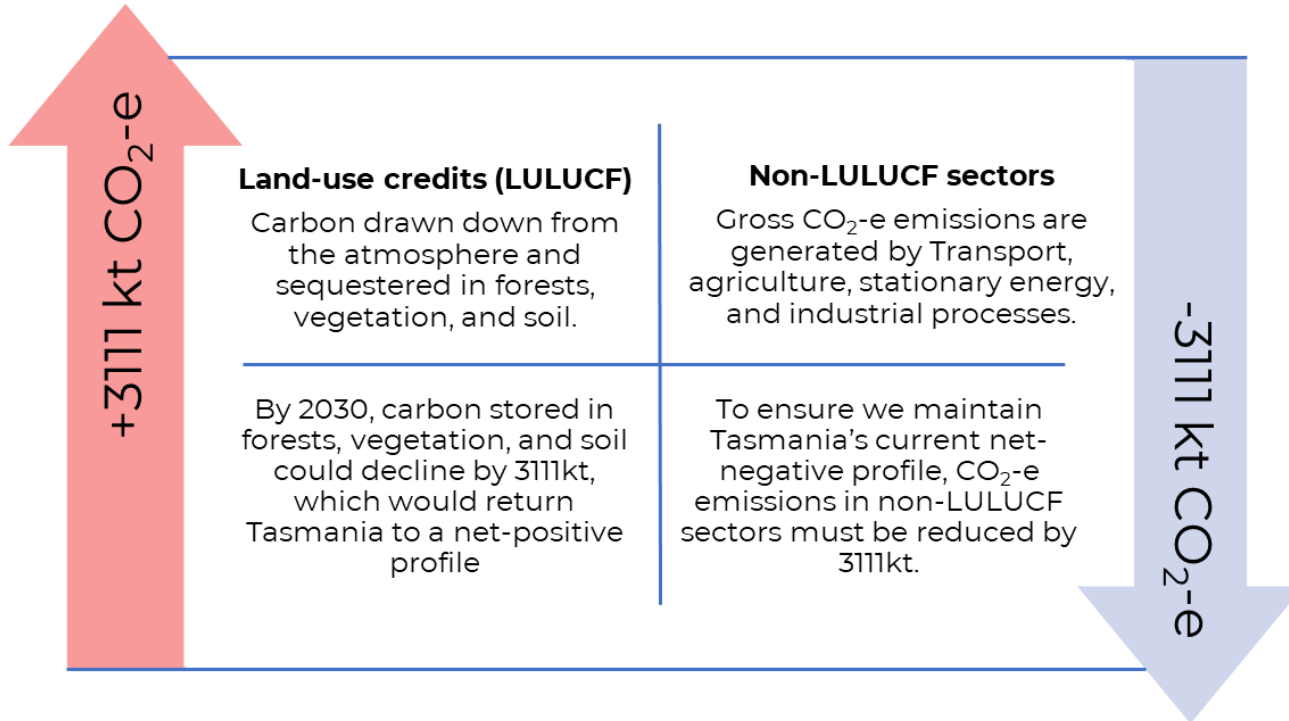 +3111 kt CO₂-e
Land-use credits (LULUCF)
Carbon drawn down from
the atmosphere and
sequestered in forests,
vegetation, and soil.
Non-LULUCF sectors
Gross CO₂-e emissions are
generated by Transport,
agriculture, stationary energy,
and industrial processes.
By 2030, carbon stored in
forests, vegetation, and soil
could decline by 3111kt,
which would return
Tasmania to a net-positive
profile
To ensure we maintain
Tasmania’s current net-
negative profile, CO₂-e
emissions in non-LULUCF
sectors must be reduced by
3111kt.
-3111 kt CO₂-e